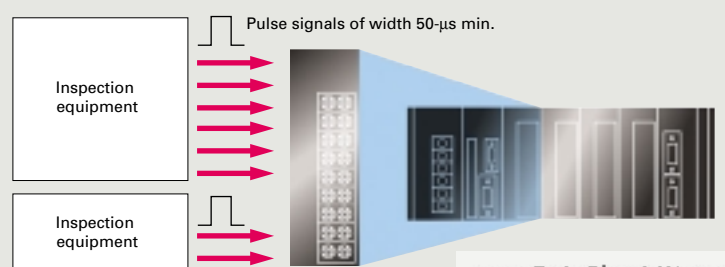 Pulse signals of width 50-μs min.
Inspection
equipment
Inspection
equipment